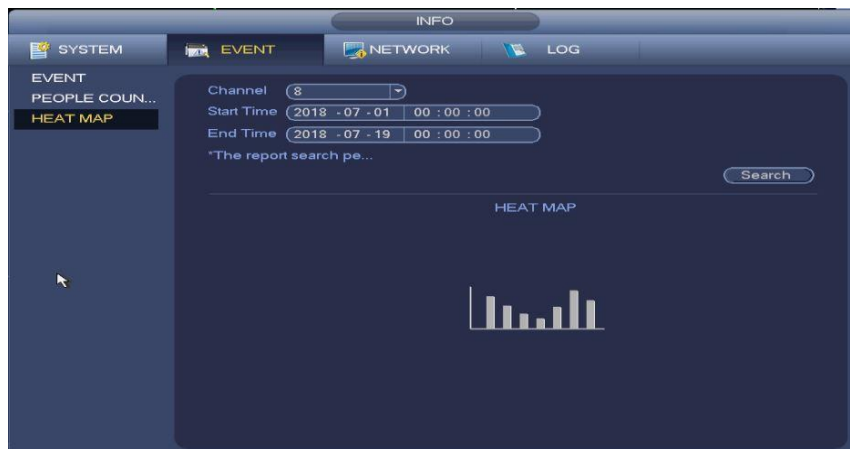 INFO
SYSTEM EVENT NETWORK LOG
EVENT
PEOPLE COUN...
HEAT MAP
Channel 8
Start Time 2018 - 07 - 01 00 : 00 : 00
End Time 2018 - 07 - 19 00 : 00 : 00
*The report search pe...
Search
HEAT MAP